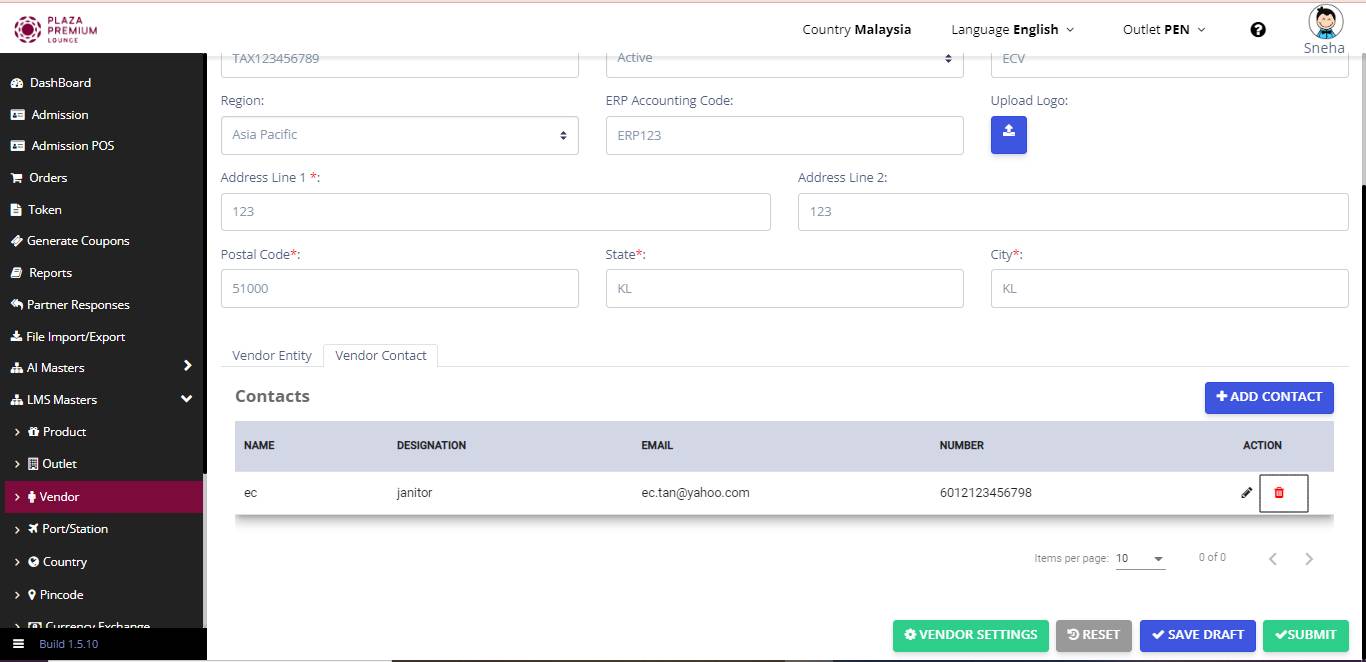 PLAZA
PREMIUM
LOUNGE
Country Malaysia
Language English
Outlet PEN
Sneha
DashBoard
Admission
Admission POS
Orders
Token
Generate Coupons
Reports
Partner Responses
File Import/Export
AI Masters
LMS Masters
Product
Outlet
Vendor
Port/Station
Country
Pincode
Currency Exchange
Build 1.5.10
TAX123456789
Active
ECV
Region:
ERP Accounting Code:
Upload Logo:
Asia Pacific
ERP123
Address Line 1 *:
Address Line 2:
123
123
Postal Code*:
State*:
City*:
51000
KL
KL
Vendor Entity
Vendor Contact
Contacts
ADD CONTACT
NAME DESIGNATION EMAIL NUMBER ACTION
ec janitor ec.tan@yahoo.com 6012123456798
Items per page: 10 0 of 0
VENDOR SETTINGS
RESET
SAVE DRAFT
SUBMIT